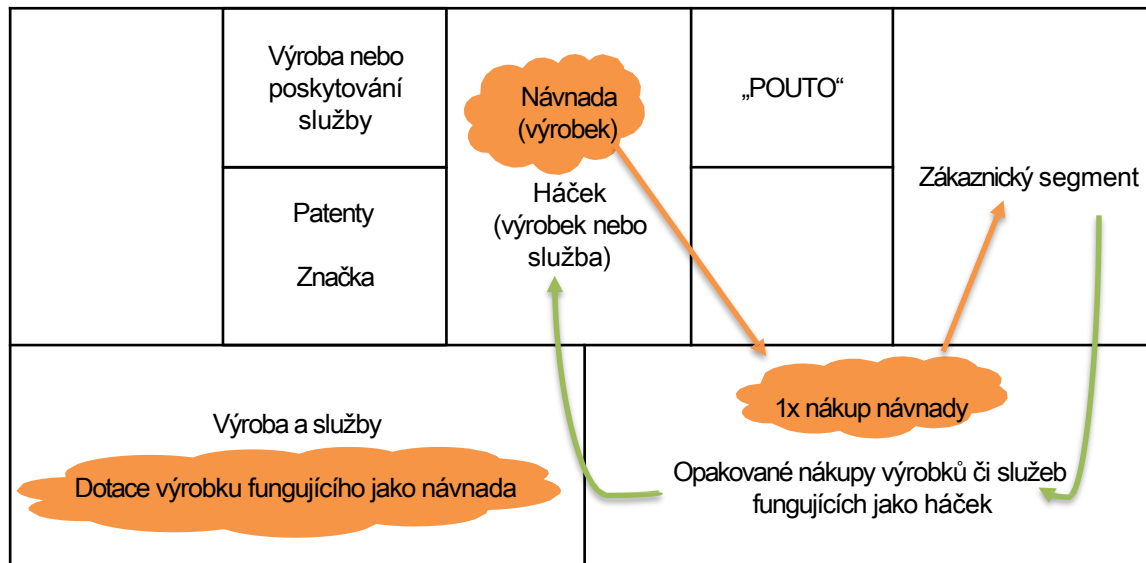 Výroba nebo
poskytování
služby
Patenty
Značka
Návnada
(výrobek)
Háček
(výrobek nebo
služba)
„POUTO“
Zákaznický segment
Výroba a služby
Dotace výrobku fungujícího jako návnada
1x nákup návnady
Opakované nákupy výrobků či služeb
fungujících jako háček